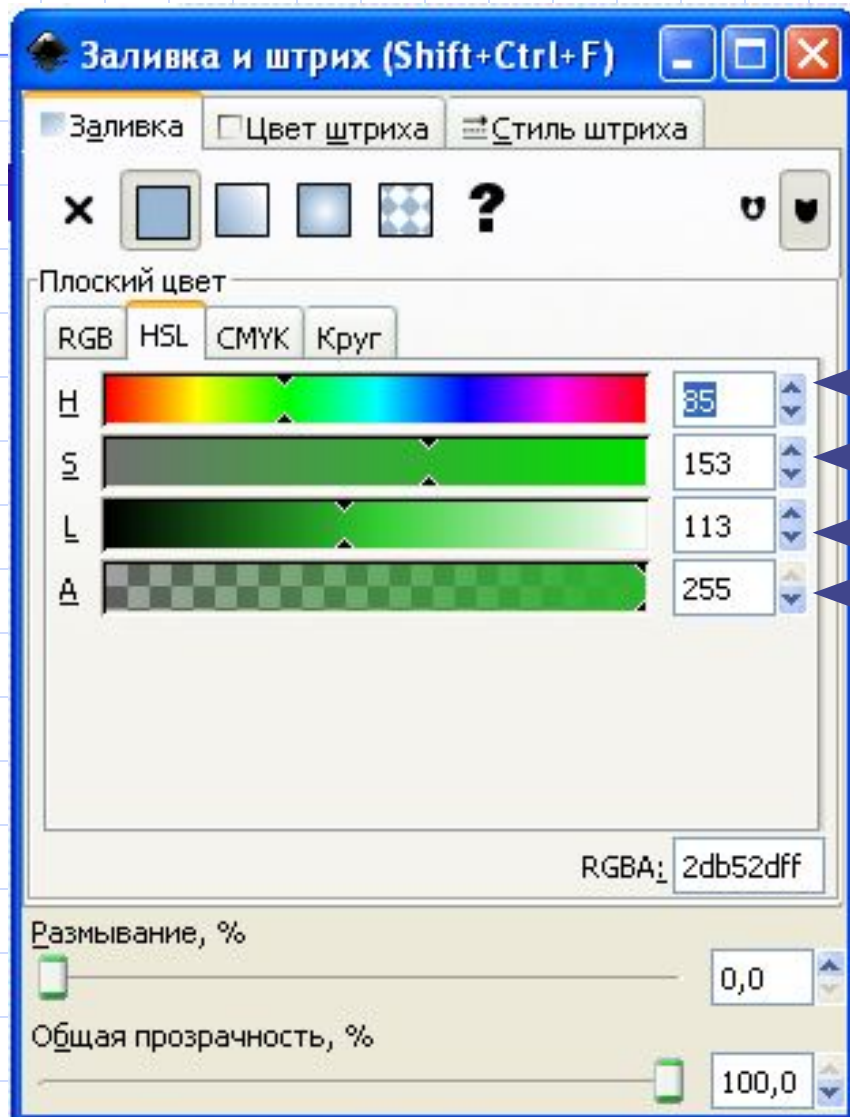 Заливка и штрих (Shift+Ctrl+F)
Заливка Цвет штриха Стиль штриха
?
Плоский цвет
RGB HSL CMYK Круг
H 85
S 153
L 113
A 255
RGBA: 2db52dff
Размывание, %
0,0
Общая прозрачность, %
100,0